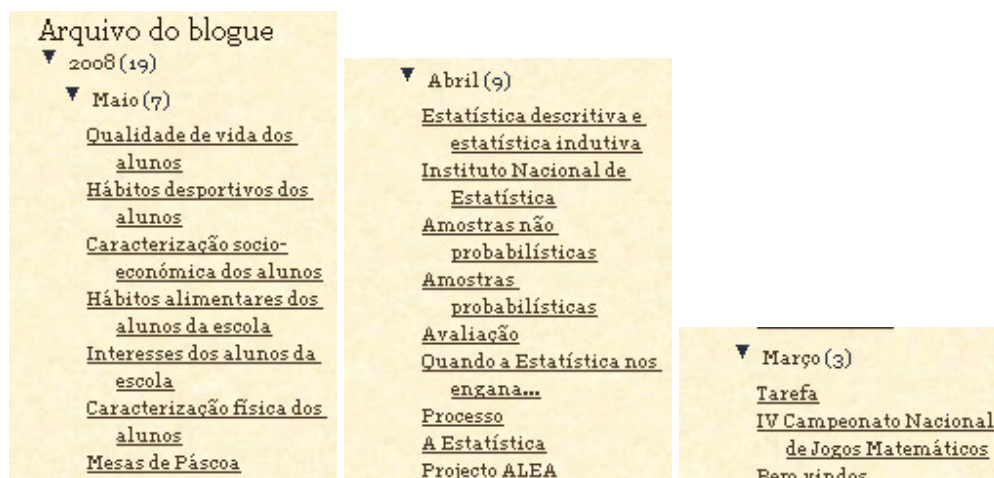 Arquivo do blogue
▼ 2008 (19)
▼ Maio (7)
Qualidade de vida dos
alunos
Hábitos desportivos dos
alunos
Caracterização socio-
económica dos alunos
Hábitos alimentares dos
alunos da escola
Interesses dos alunos da
escola
Caracterização física dos
alunos
Mesas de Páscoa
▼ Abril (9)
Estatística descritiva e
estatística indutiva
Instituto Nacional de
Estatística
Amostras não
probabilísticas
Amostras
probabilísticas
Avaliação
Quando a Estatística nos
engana...
Processo
A Estatística
Projecto ALEA
▼ Março (3)
Tarefa
IV Campeonato Nacional
de Jogos Matemáticos
Bem vindos